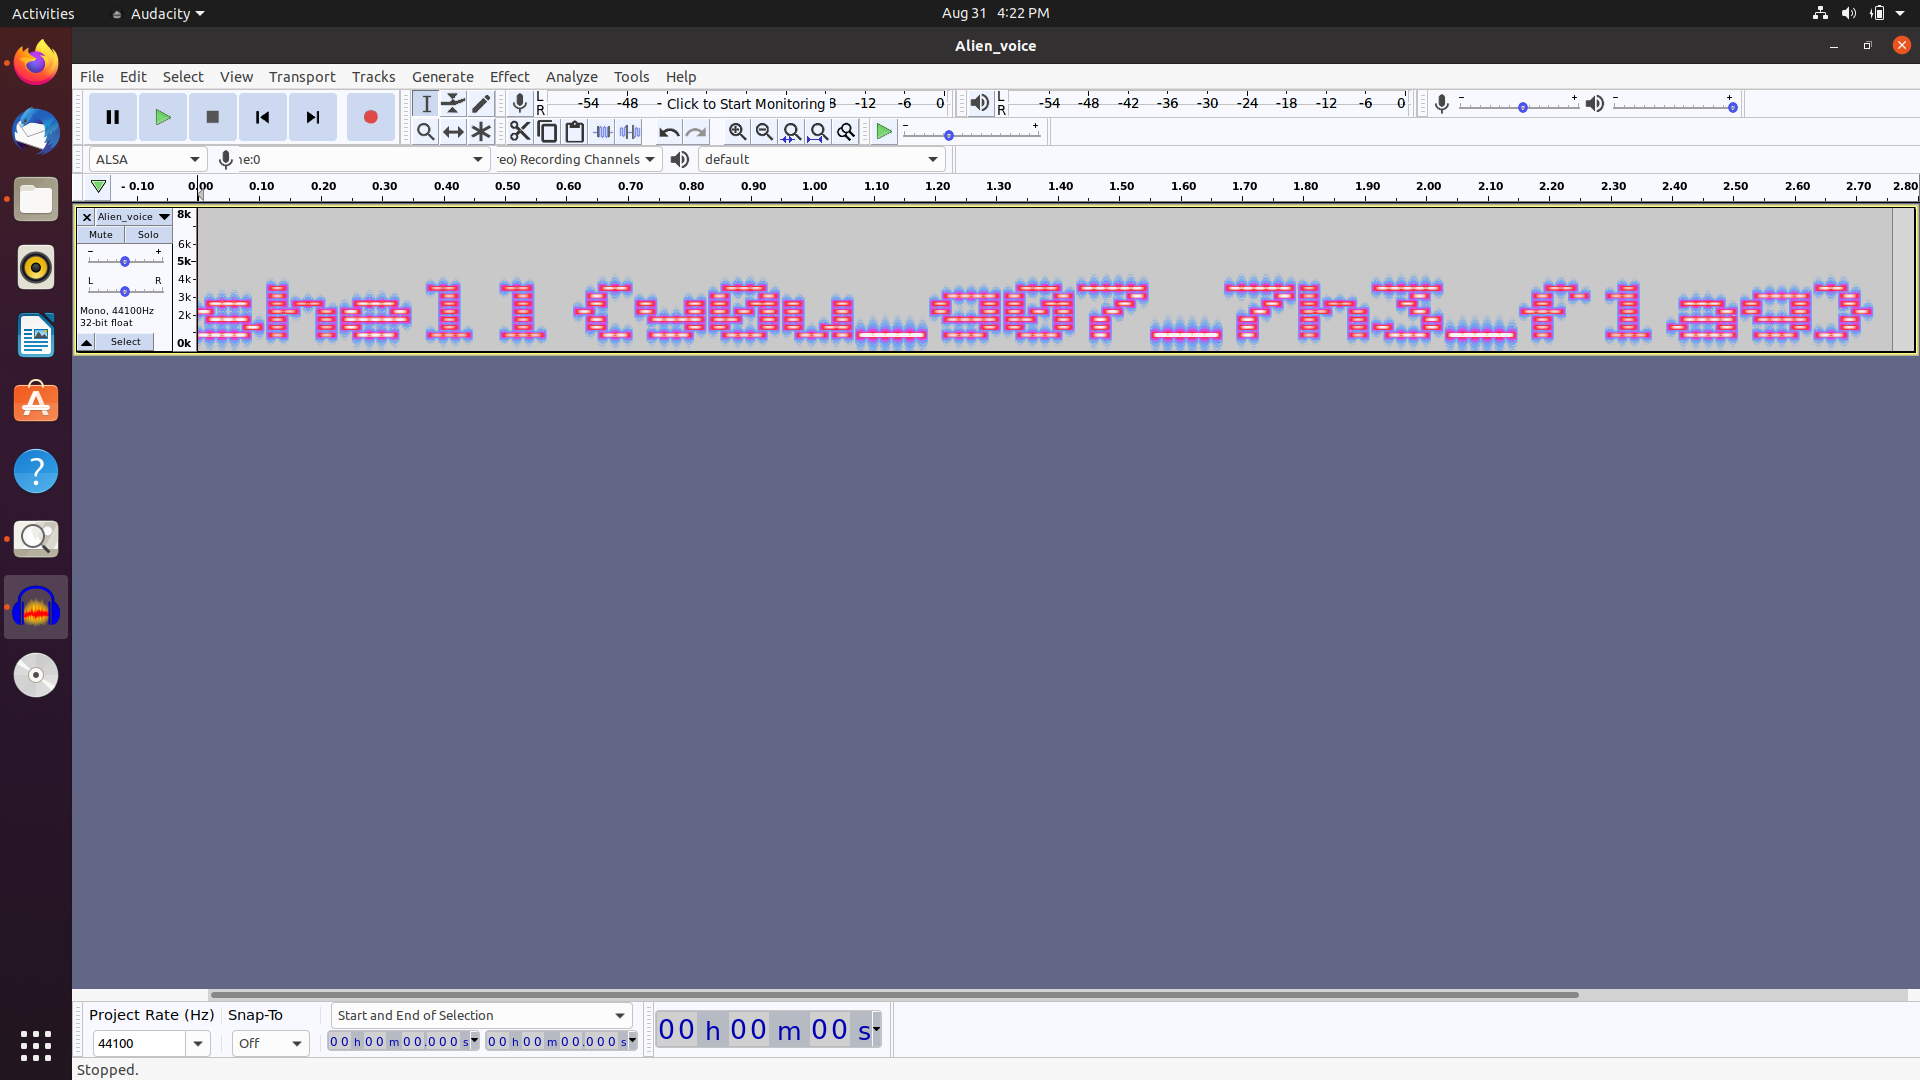 Activities Audacity Aug 31 4:22 PM
Alien_voice
File Edit Select View Transport Tracks Generate Effect Analyze Tools Help
L R -54 -48 - Click to Start Monitoring 8 -12 -6 0 L R -54 -48 -42 -36 -30 -24 -18 -12 -6 0
ALSA ne:0 reo) Recording Channels default
- 0.10 0.00 0.10 0.20 0.30 0.40 0.50 0.60 0.70 0.80 0.90 1.00 1.10 1.20 1.30 1.40 1.50 1.60 1.70 1.80 1.90 2.00 2.10 2.20 2.30 2.40 2.50 2.60 2.70 2.80
Alien_voice 8k
Mute Solo
6k
- + 5k
L R 4k
Mono, 44100Hz 3k
32-bit float 2k
Select 0k
shell{y0u_g07_7h3_flag}
Project Rate (Hz) Snap-To Start and End of Selection
44100 Off 00 h 00 m 00.000 s 00 h 00 m 00.000 s 00 h 00 m 00 s
Stopped.